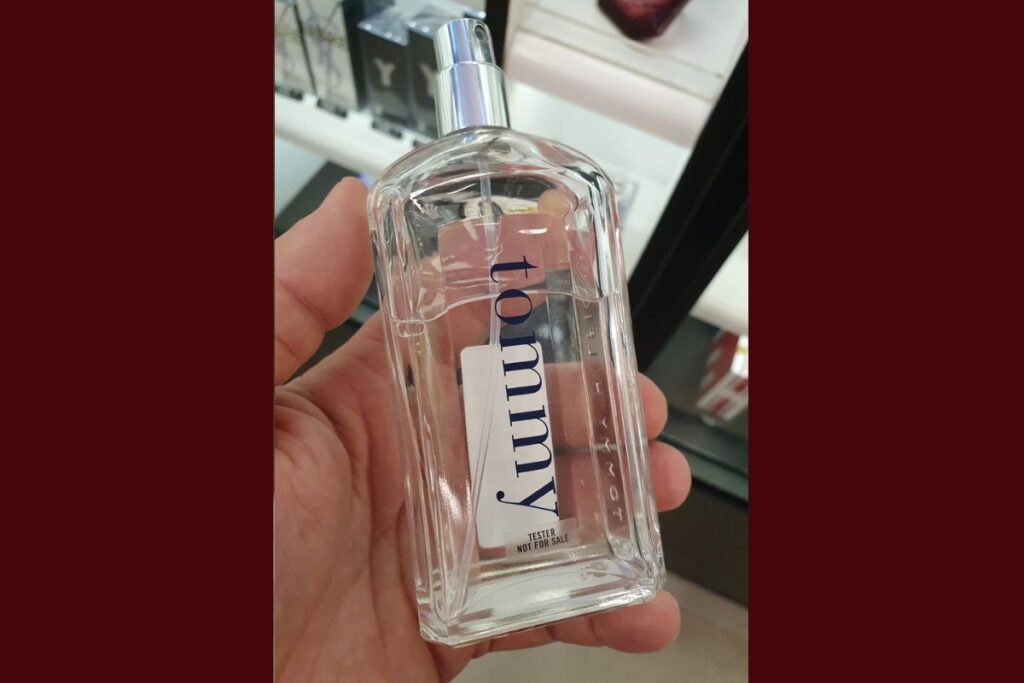 tommy
TESTER
NOT FOR SALE
Y